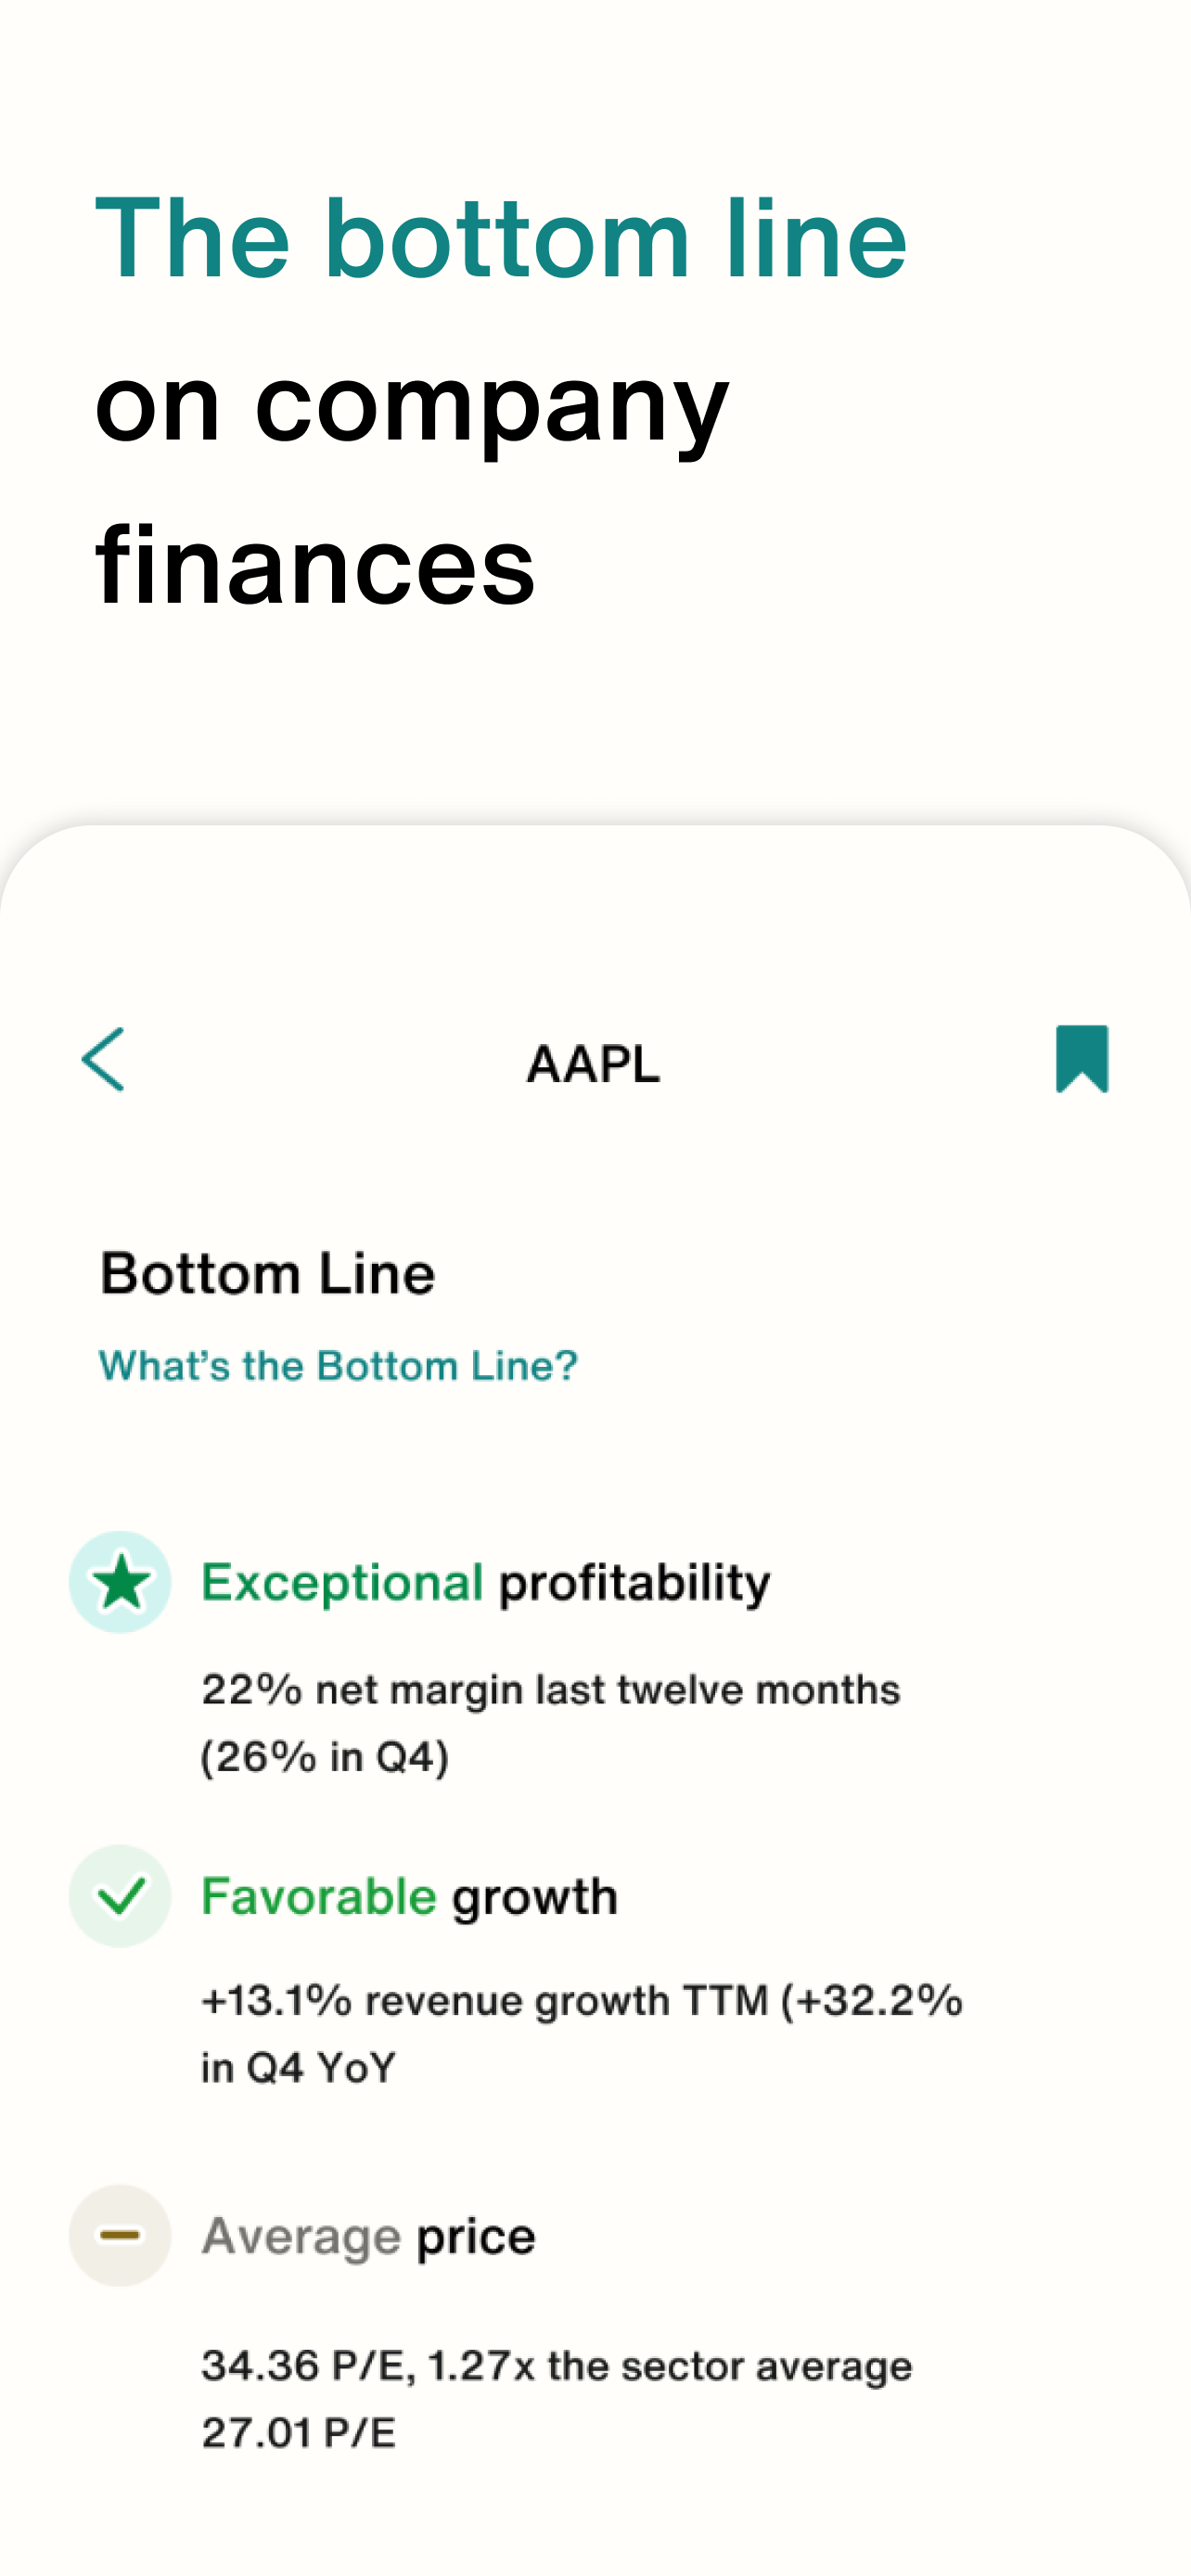 The bottom line
on company
finances
AAPL
Bottom Line
What's the Bottom Line?
Exceptional profitability
22% net margin last twelve months
(26% in Q4)
Favorable growth
+13.1% revenue growth TTM (+32.2%
in Q4 YoY
Average price
34.36 P/E, 1.27x the sector average
27.01 P/E